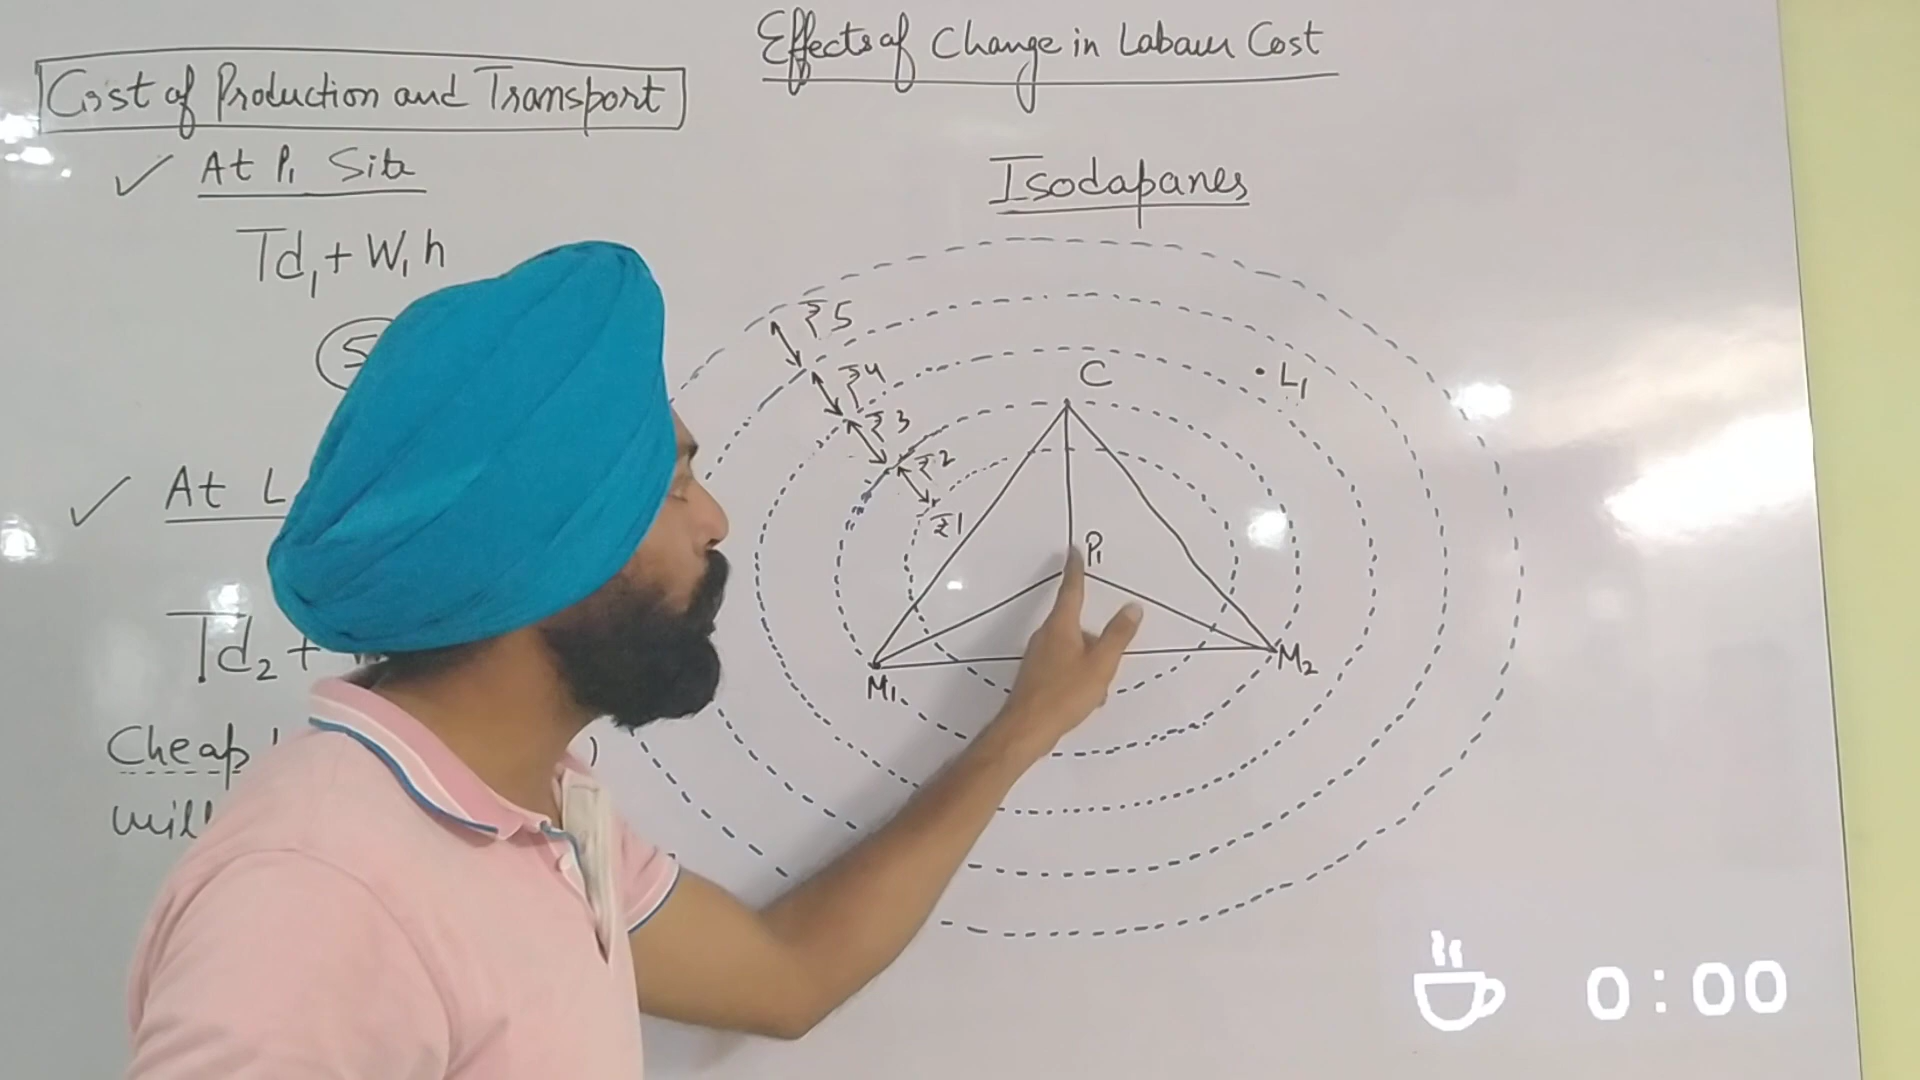 Effects of Change in Labour Cost
Cost of Production and Transport
At P₁ Site
Td₁ + W₁h
At L
Td₂ +
Cheap
will
Isodapanes
₹5
₹4
₹3
₹2
₹1
C
L₁
P₁
M₁
M₂
0:00